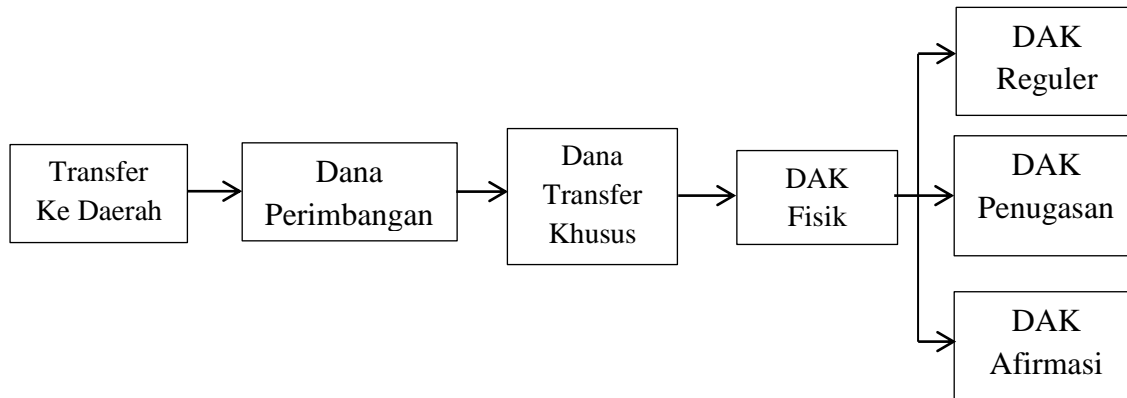 Transfer
Ke Daerah
Dana
Perimbangan
Dana
Transfer
Khusus
DAK
Fisik
DAK
Reguler
DAK
Penugasan
DAK
Afirmasi